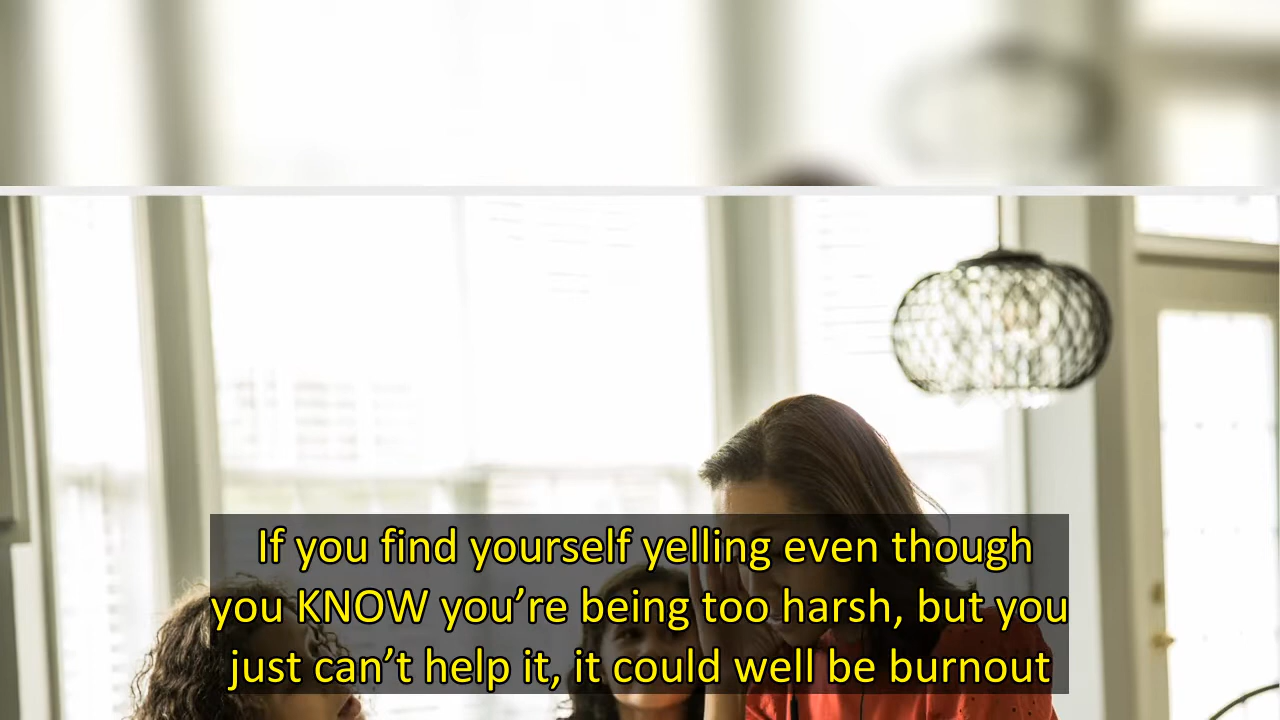 If you find yourself yelling even though
you KNOW you’re being too harsh, but you
just can’t help it, it could well be burnout